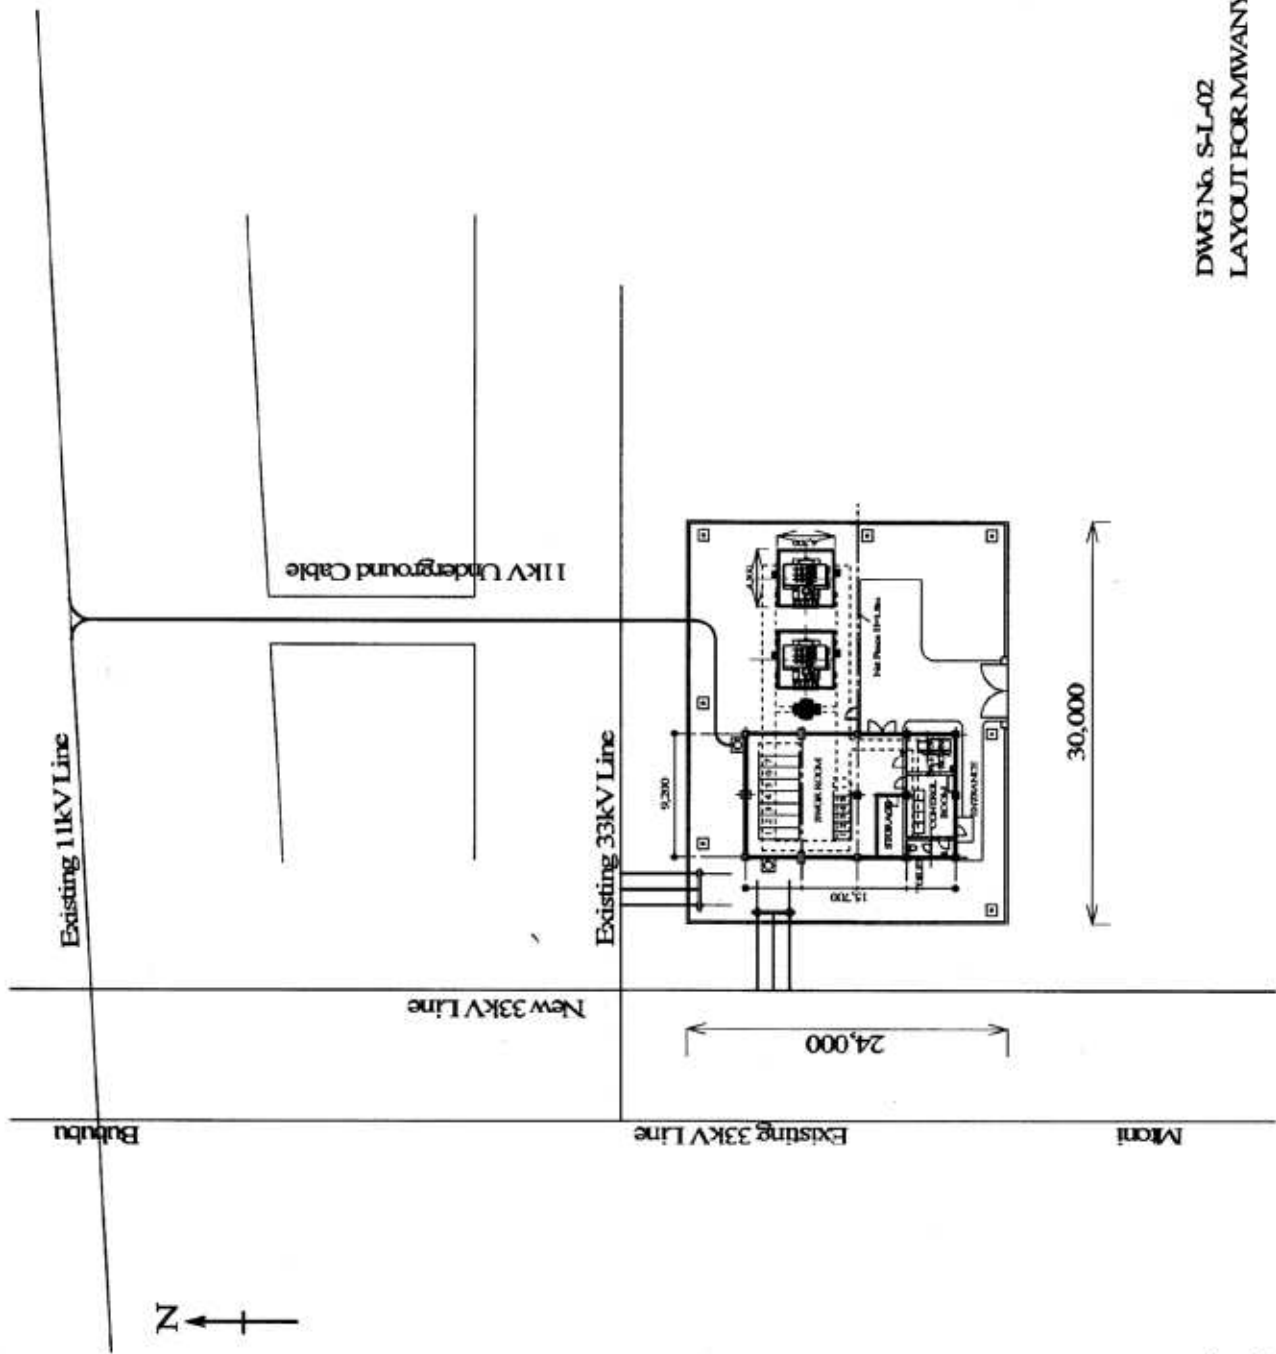 DWG No. S-L-02
LAYOUT FOR MWANY
Existing 11kV Line
11kV Underground Cable
Existing 33kV Line
New 33kV Line
Bububu
Existing 33kV Line
Mtoni
N
30,000
24,000
9,200
15,700
SWGR ROOM
STORAGE
CONTROL
ROOM
TOILET
ENTRANCE